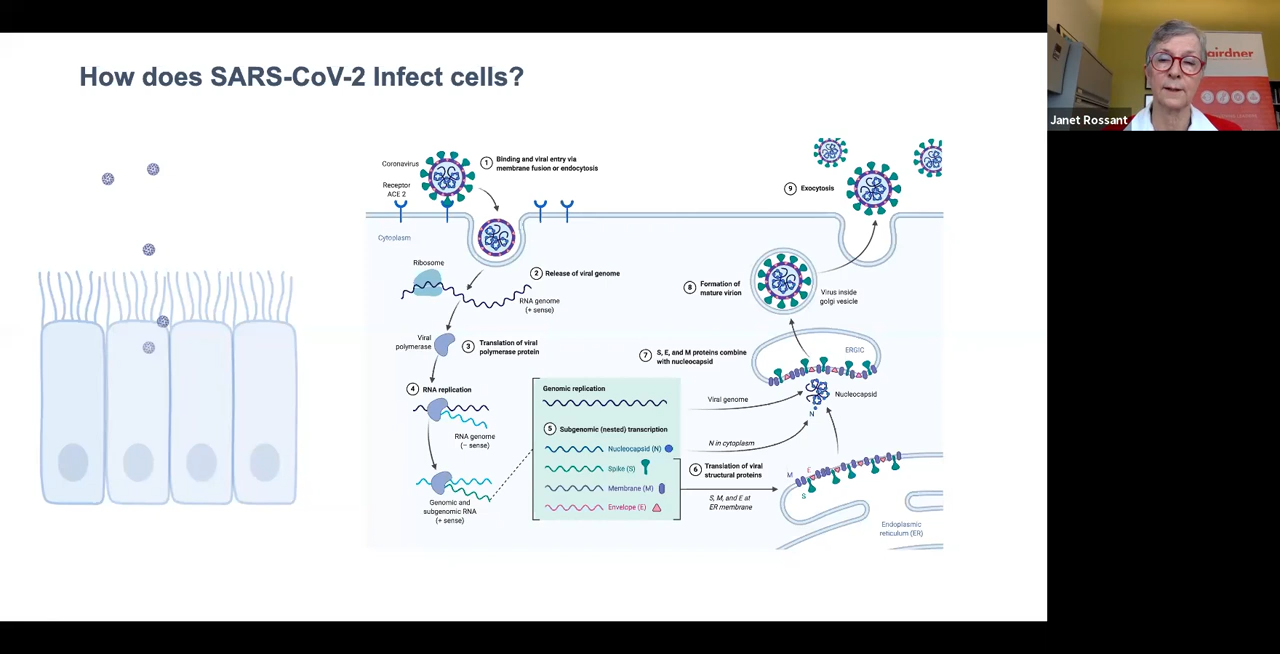 How does SARS-CoV-2 Infect cells?
airdner
Janet Rossant
Coronavirus
Receptor
ACE 2
1 Binding and viral entry via
membrane fusion or endocytosis
Cytoplasm
Ribosome
2 Release of viral genome
RNA genome
(+ sense)
Viral
polymerase
3 Translation of viral
polymerase protein
4 RNA replication
RNA genome
(− sense)
Genomic and
subgenomic RNA
(+ sense)
Genomic replication
5 Subgenomic (nested) transcription
Nucleocapsid (N)
Spike (S)
Membrane (M)
Envelope (E)
6 Translation of viral
structural proteins
S, M, and E at
ER membrane
Viral genome
N in cytoplasm
M
E
S
Endoplasmic
reticulum (ER)
N
Nucleocapsid
ERGIC
7 S, E, and M proteins combine
with nucleocapsid
8 Formation of
mature virion
Virus inside
golgi vesicle
9 Exocytosis